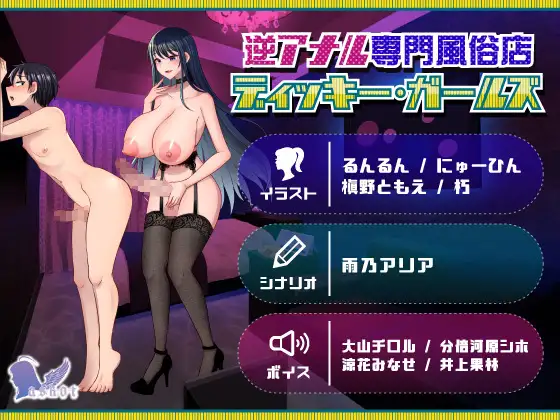 逆アナル専門風俗店
ディッキー・ガールズ
イラスト
るんるん / にゅーひん
槇野ともえ / 朽
シナリオ
雨乃アリア
ボイス
大山チロル / 分倍河原シホ
涼花みなせ / 井上果林